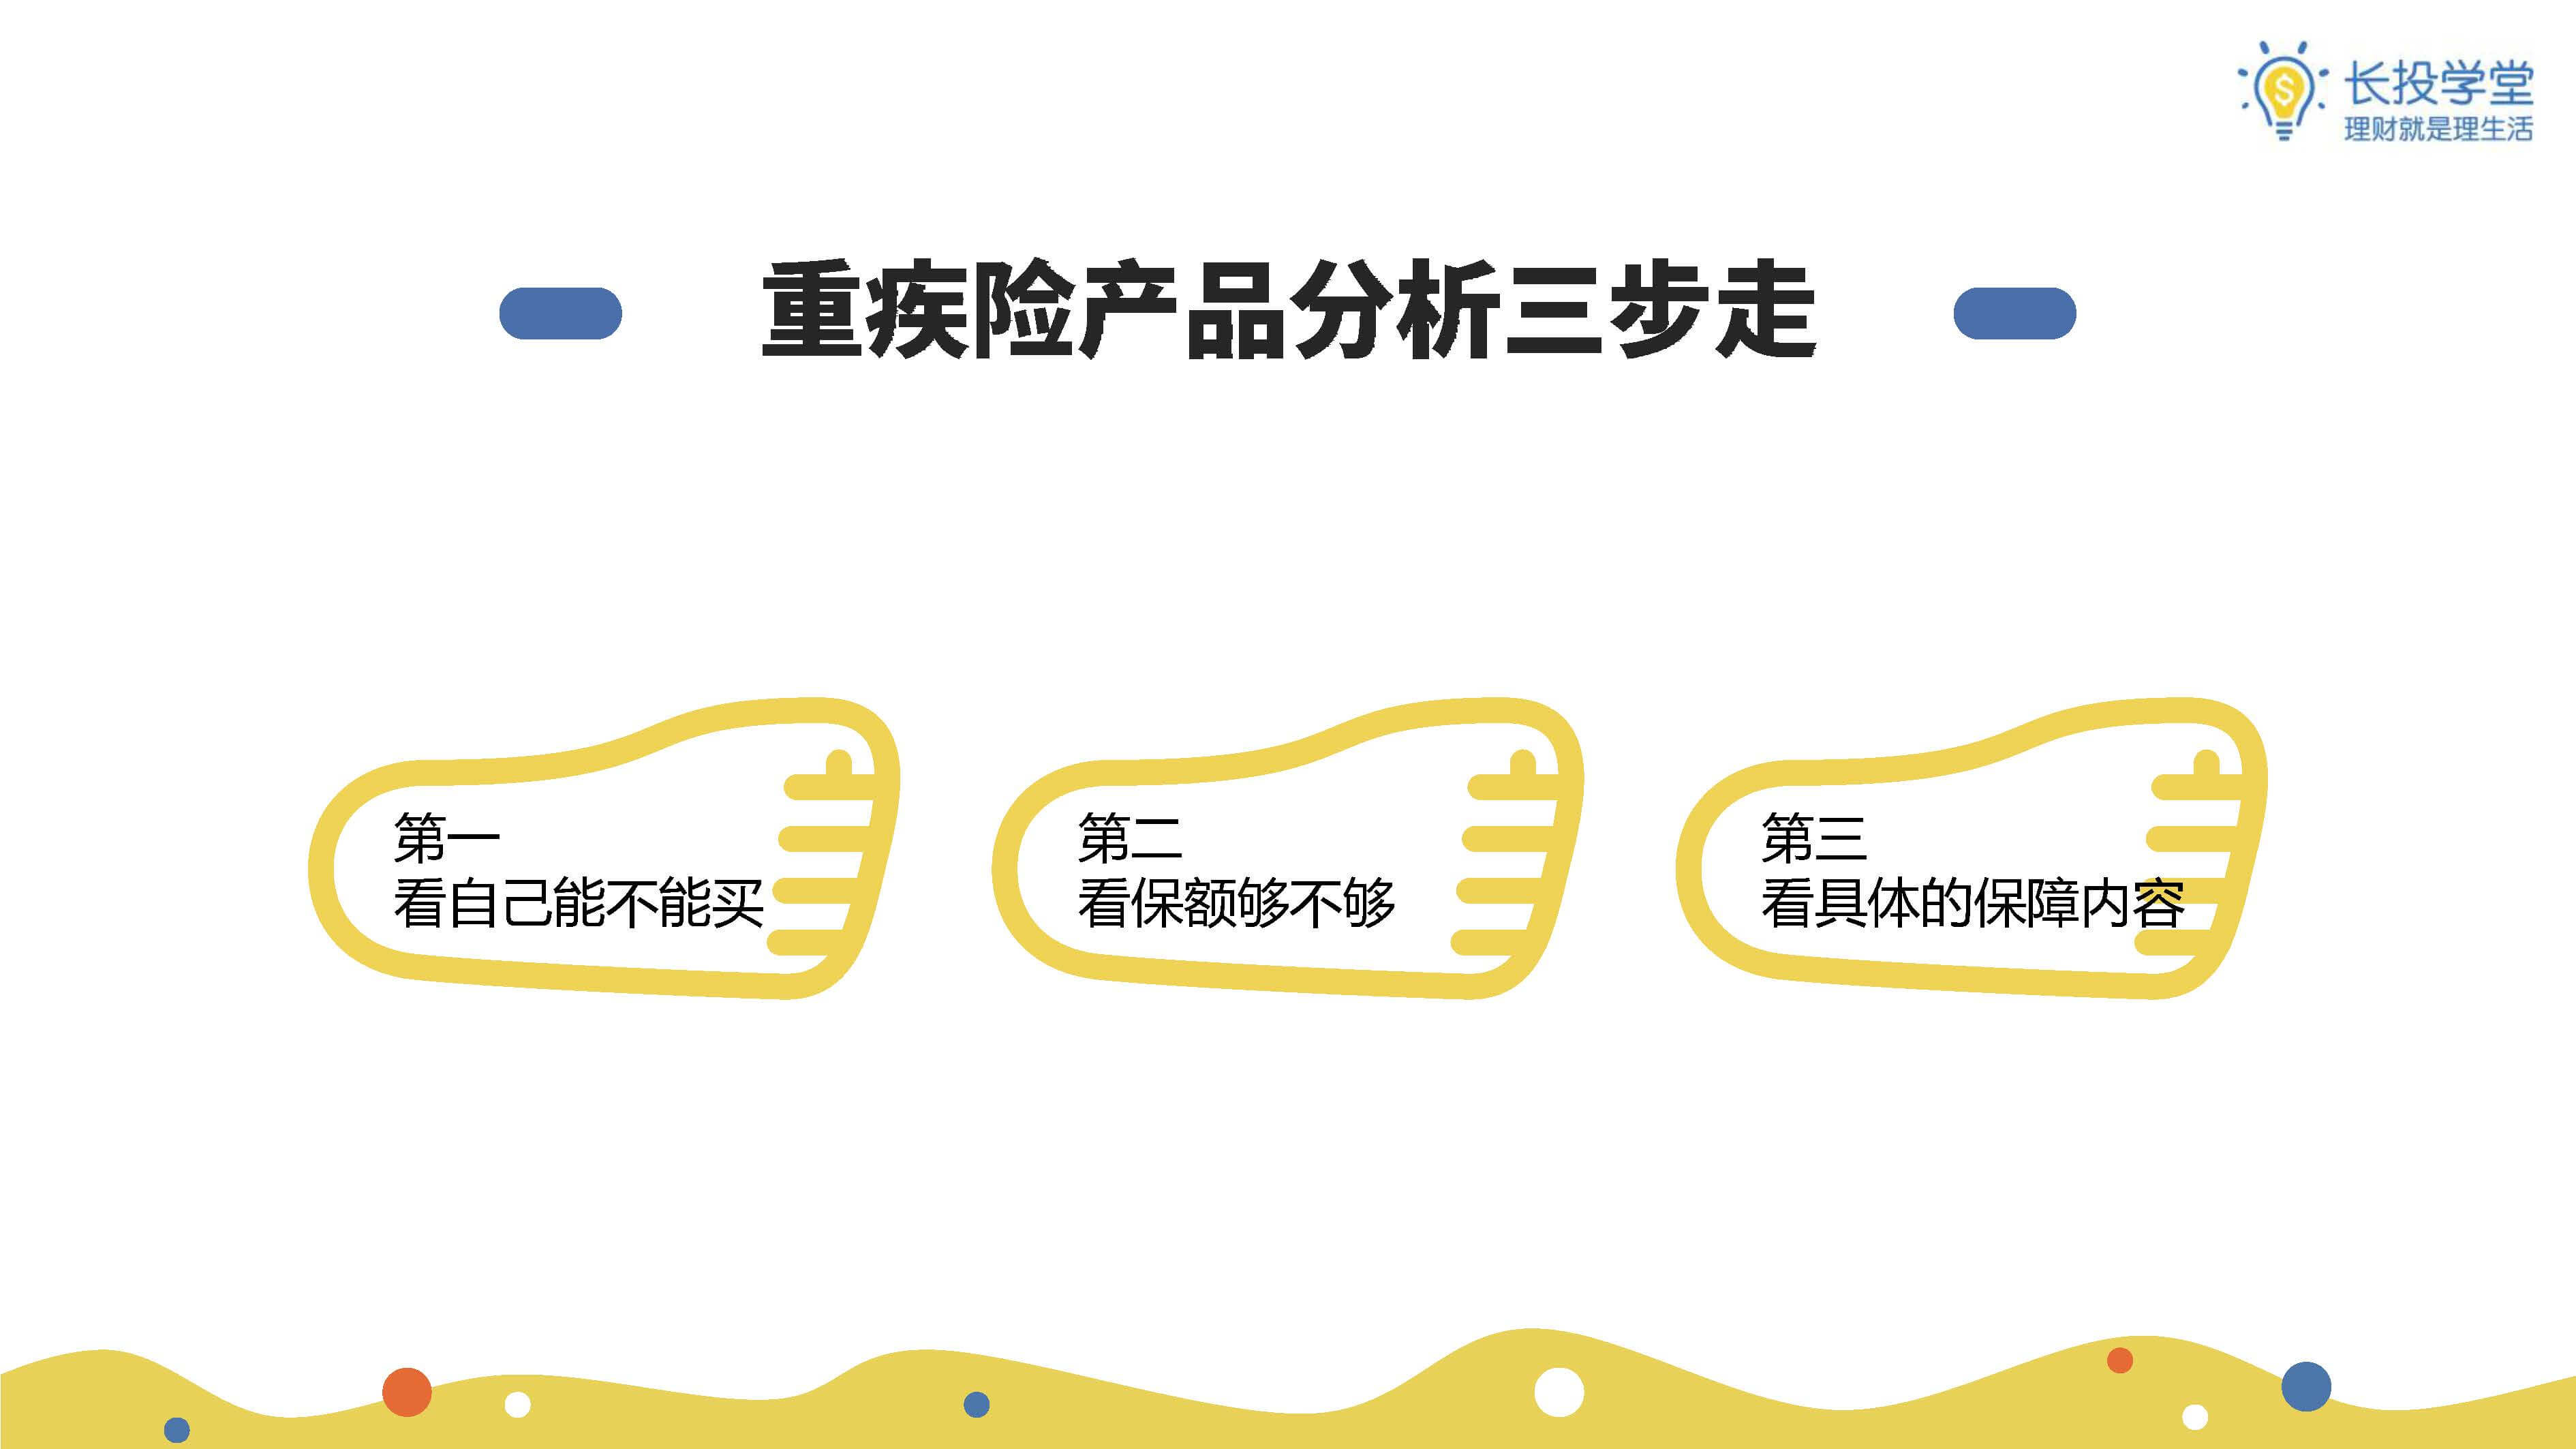 长投学堂
理财就是理生活
重疾险产品分析三步走
第一
看自己能不能买
第二
看保额够不够
第三
看具体的保障内容